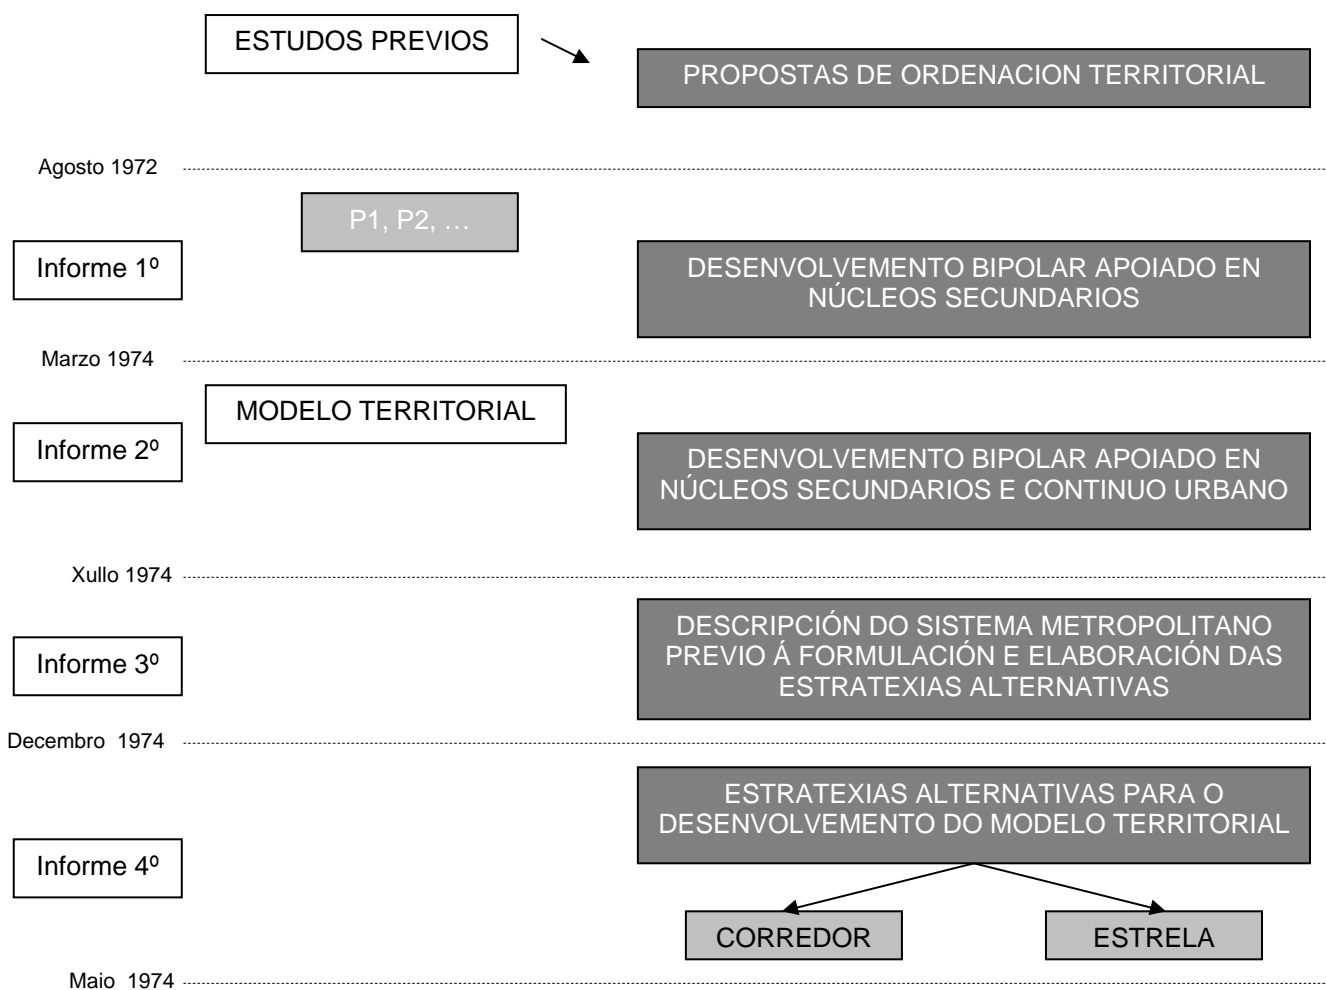 ESTUDOS PREVIOS
PROPOSTAS DE ORDENACION TERRITORIAL
Agosto 1972
P1, P2, …
Informe 1º
DESENVOLVEMENTO BIPOLAR APOIADO EN
NÚCLEOS SECUNDARIOS
Marzo 1974
MODELO TERRITORIAL
Informe 2º
DESENVOLVEMENTO BIPOLAR APOIADO EN
NÚCLEOS SECUNDARIOS E CONTINUO URBANO
Xullo 1974
DESCRIPCIÓN DO SISTEMA METROPOLITANO
PREVIO Á FORMULACIÓN E ELABORACIÓN DAS
ESTRATEXIAS ALTERNATIVAS
Informe 3º
Decembro 1974
ESTRATEXIAS ALTERNATIVAS PARA O
DESENVOLVEMENTO DO MODELO TERRITORIAL
Informe 4º
CORREDOR
ESTRELA
Maio 1974